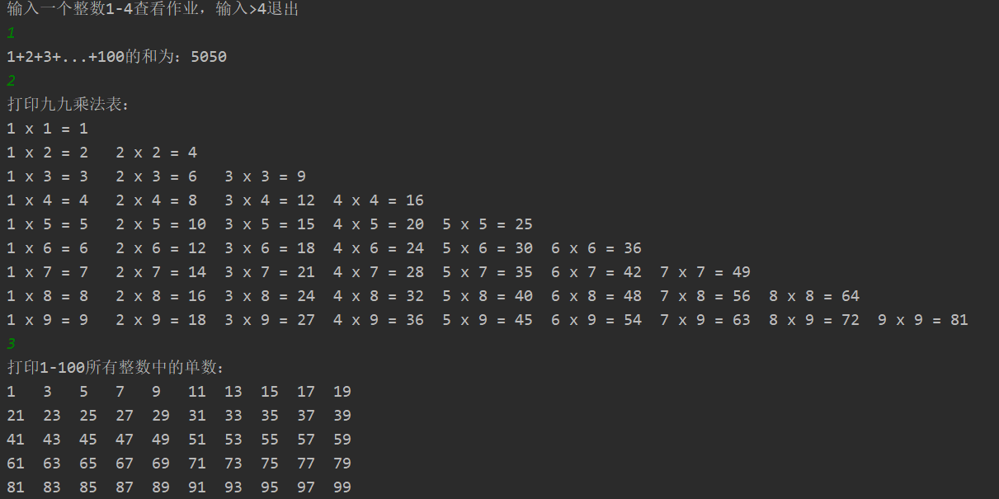 输入一个整数1-4查看作业，输入>4退出
1
1+2+3+...+100的和为：5050
2
打印九九乘法表：
1 x 1 = 1
1 x 2 = 2   2 x 2 = 4
1 x 3 = 3   2 x 3 = 6   3 x 3 = 9
1 x 4 = 4   2 x 4 = 8   3 x 4 = 12  4 x 4 = 16
1 x 5 = 5   2 x 5 = 10  3 x 5 = 15  4 x 5 = 20  5 x 5 = 25
1 x 6 = 6   2 x 6 = 12  3 x 6 = 18  4 x 6 = 24  5 x 6 = 30  6 x 6 = 36
1 x 7 = 7   2 x 7 = 14  3 x 7 = 21  4 x 7 = 28  5 x 7 = 35  6 x 7 = 42  7 x 7 = 49
1 x 8 = 8   2 x 8 = 16  3 x 8 = 24  4 x 8 = 32  5 x 8 = 40  6 x 8 = 48  7 x 8 = 56  8 x 8 = 64
1 x 9 = 9   2 x 9 = 18  3 x 9 = 27  4 x 9 = 36  5 x 9 = 45  6 x 9 = 54  7 x 9 = 63  8 x 9 = 72  9 x 9 = 81
3
打印1-100所有整数中的单数：
1   3   5   7   9   11  13  15  17  19
21  23  25  27  29  31  33  35  37  39
41  43  45  47  49  51  53  55  57  59
61  63  65  67  69  71  73  75  77  79
81  83  85  87  89  91  93  95  97  99